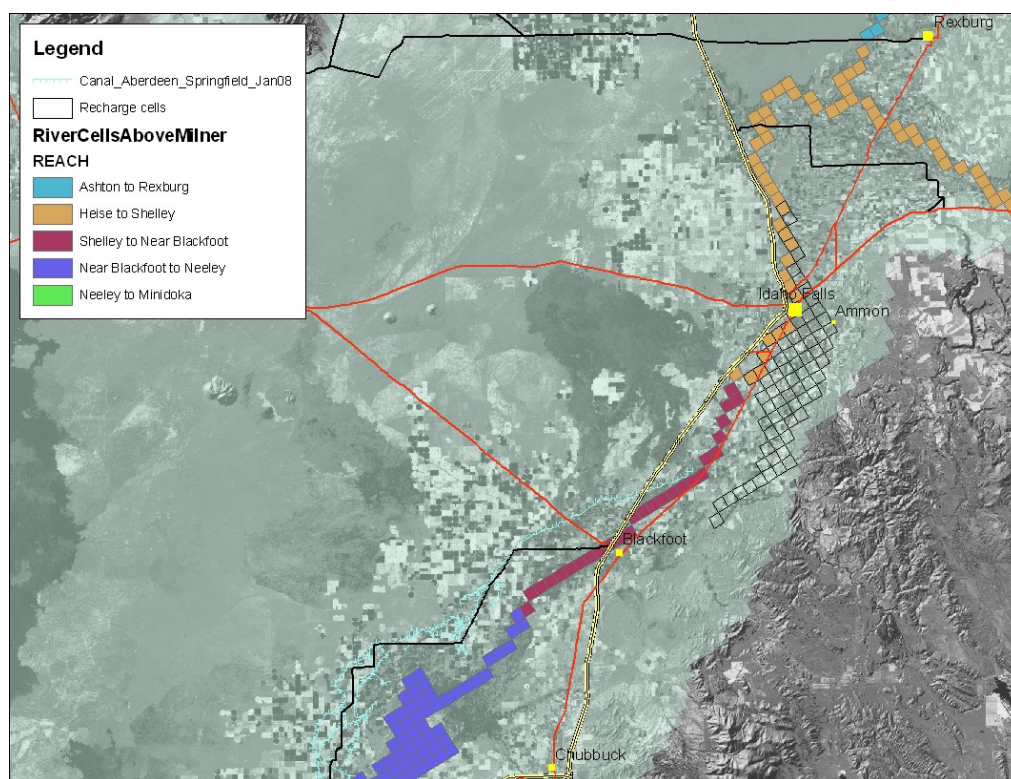 Legend
Canal_Aberdeen_Springfield_Jan08
Recharge cells
RiverCellsAboveMilner
REACH
Ashton to Rexburg
Heise to Shelley
Shelley to Near Blackfoot
Near Blackfoot to Neeley
Neeley to Minidoka
Rexburg
Idaho Falls
Ammon
Blackfoot
Chubbuck